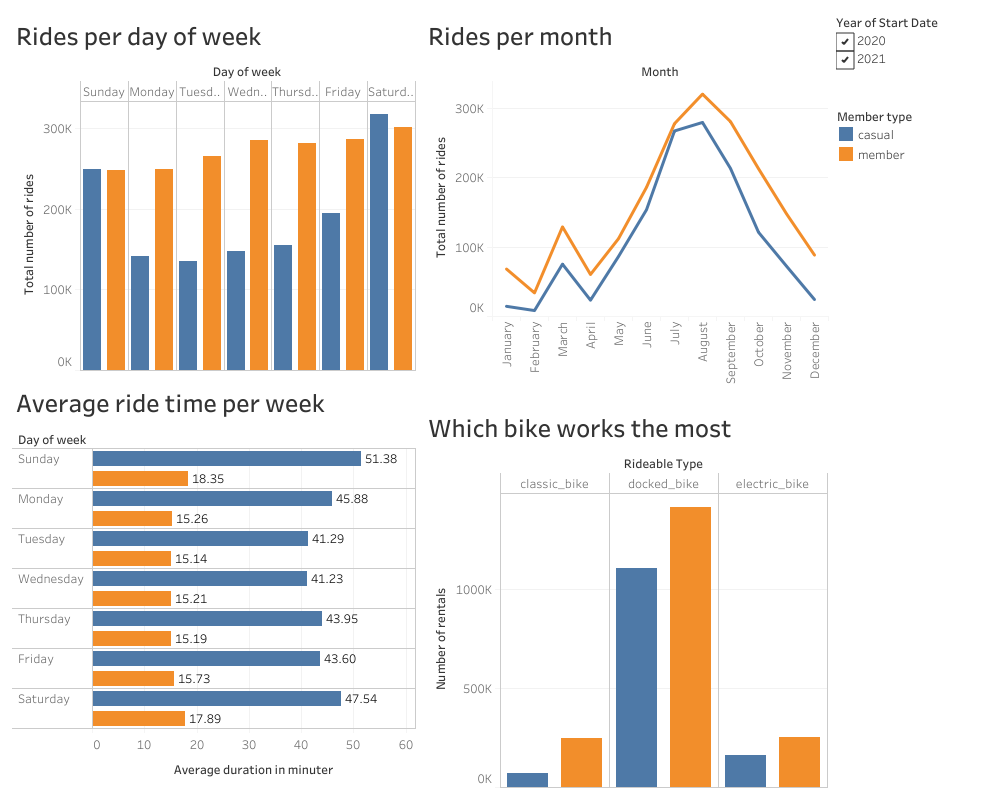 Rides per day of week
Day of week
Sunday Monday Tuesd.. Wedn.. Thursd.. Friday Saturd..
300K
200K
100K
0K
Total number of rides
Rides per month
Month
300K
200K
100K
0K
Total number of rides
January
February
March
April
May
June
July
August
September
October
November
December
Year of Start Date
2020
2021
Member type
casual
member
Average ride time per week
Day of week
Sunday 51.38
18.35
Monday 45.88
15.26
Tuesday 41.29
15.14
Wednesday 41.23
15.21
Thursday 43.95
15.19
Friday 43.60
15.73
Saturday 47.54
17.89
0 10 20 30 40 50 60
Average duration in minuter
Which bike works the most
Rideable Type
classic_bike docked_bike electric_bike
1000K
500K
0K
Number of rentals